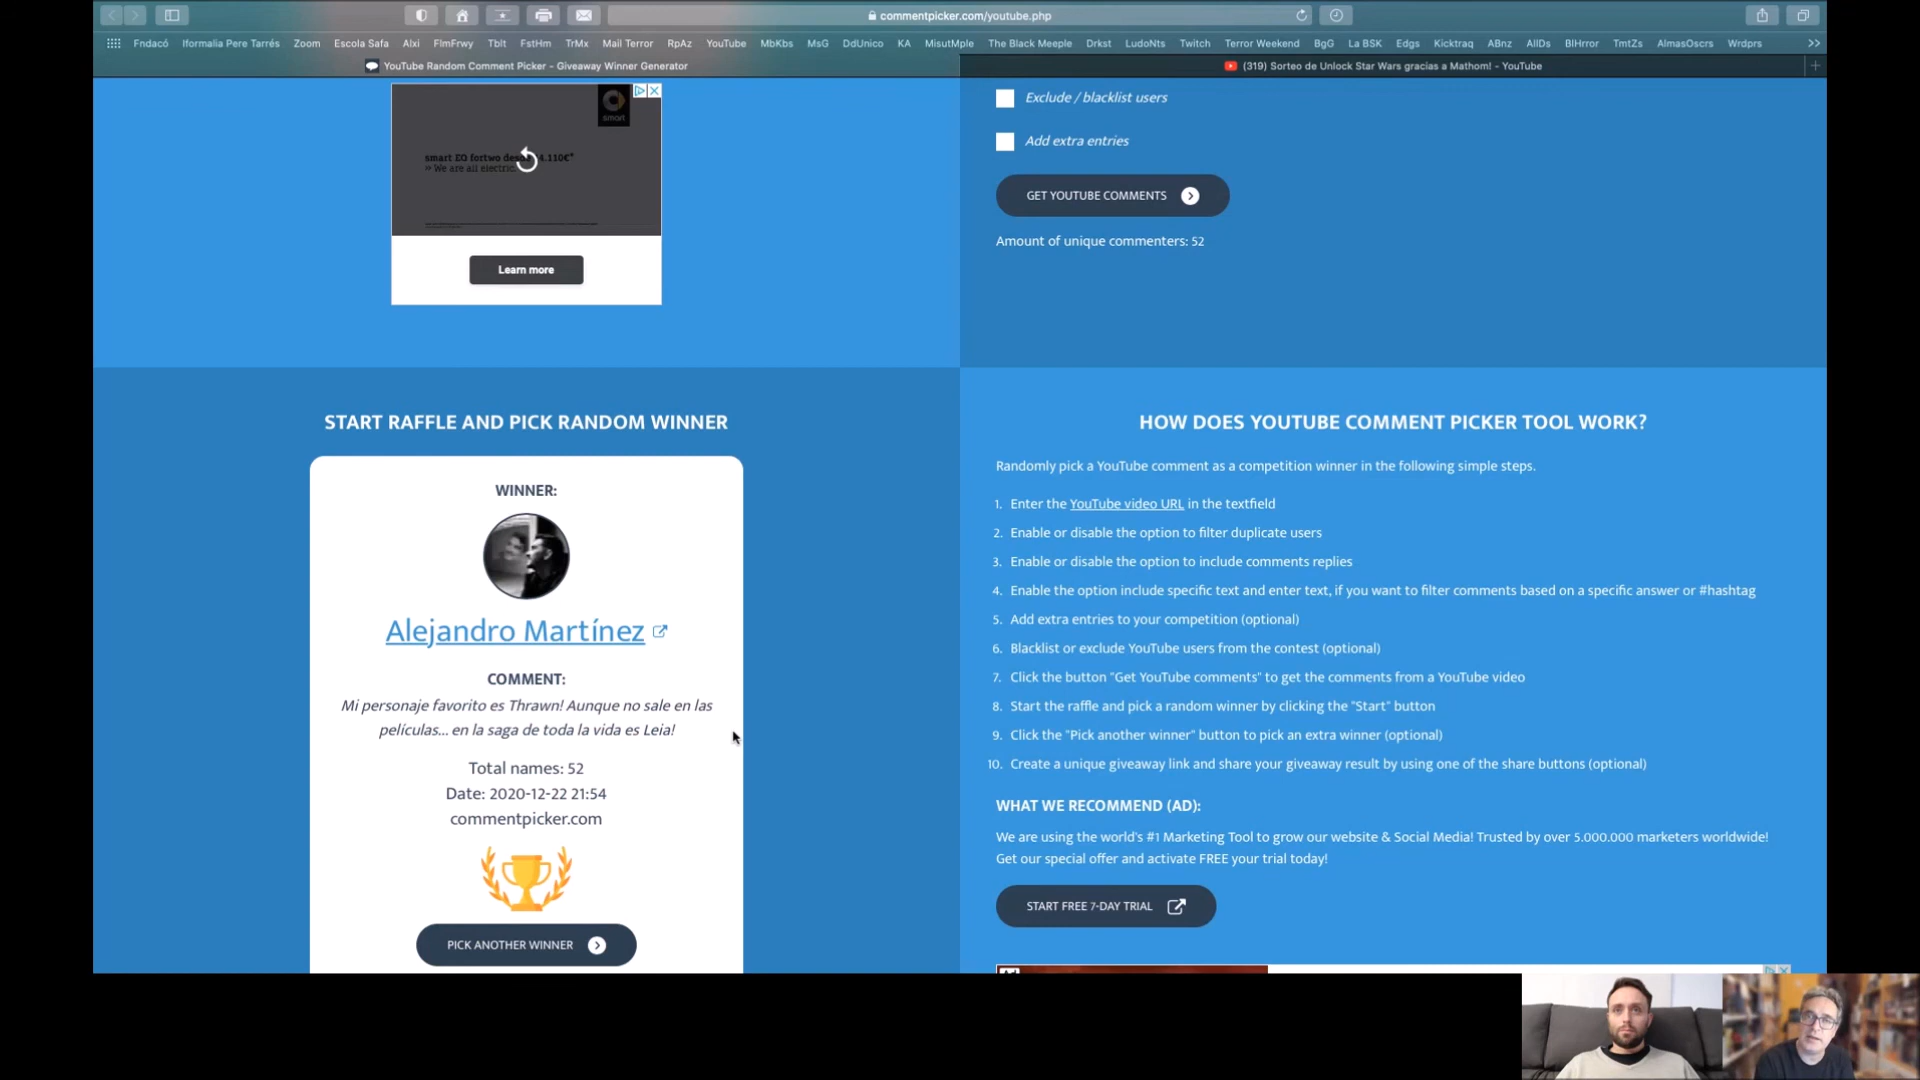 commentpicker.com/youtube.php
Fndacó Iformalia Pere Tarrés Zoom Escola Safa Alxi FlmFrwy Tblt FstHm TrMx Mail Terror RpAz YouTube MbKbs MsG DdUnico KA MisutMple The Black Meeple Drkst LudoNts Twitch Terror Weekend BgG La BSK Edgs Kicktraq ABnz AllDs BlHrror TmtZs AlmasOscrs Wrdprs
YouTube Random Comment Picker - Giveaway Winner Generator
(319) Sorteo de Unlock Star Wars gracias a Mathom! - YouTube
smart
» We are all electric.
Learn more
Exclude / blacklist users
Add extra entries
GET YOUTUBE COMMENTS
Amount of unique commenters: 52
START RAFFLE AND PICK RANDOM WINNER
WINNER:
Alejandro Martínez
COMMENT:
Mi personaje favorito es Thrawn! Aunque no sale en las
películas... en la saga de toda la vida es Leia!
Total names: 52
Date: 2020-12-22 21:54
commentpicker.com
PICK ANOTHER WINNER
HOW DOES YOUTUBE COMMENT PICKER TOOL WORK?
Randomly pick a YouTube comment as a competition winner in the following simple steps.
1. Enter the YouTube video URL in the textfield
2. Enable or disable the option to filter duplicate users
3. Enable or disable the option to include comments replies
4. Enable the option include specific text and enter text, if you want to filter comments based on a specific answer or #hashtag
5. Add extra entries to your competition (optional)
6. Blacklist or exclude YouTube users from the contest (optional)
7. Click the button "Get YouTube comments" to get the comments from a YouTube video
8. Start the raffle and pick a random winner by clicking the "Start" button
9. Click the "Pick another winner" button to pick an extra winner (optional)
10. Create a unique giveaway link and share your giveaway result by using one of the share buttons (optional)
WHAT WE RECOMMEND (AD):
We are using the world's #1 Marketing Tool to grow our website & Social Media! Trusted by over 5.000.000 marketers worldwide!
Get our special offer and activate FREE your trial today!
START FREE 7-DAY TRIAL